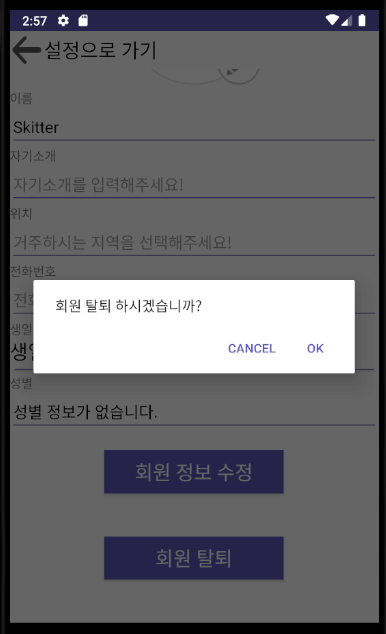 2:57
설정으로 가기
이름
Skitter
자기소개
자기소개를 입력해주세요!
위치
거주하시는 지역을 선택해주세요!
전화번호
회원 탈퇴 하시겠습니까?
생일
CANCEL OK
성별
성별 정보가 없습니다.
회원 정보 수정
회원 탈퇴